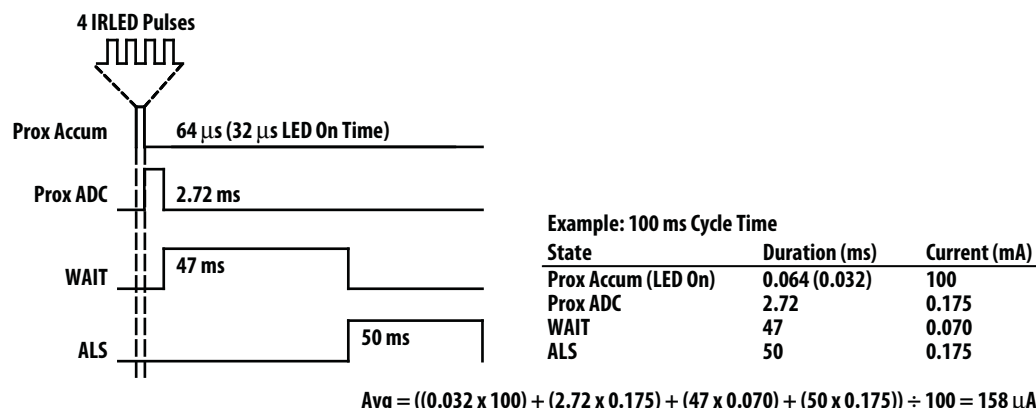 4 IRLED Pulses
Prox Accum
64 µs (32 µs LED On Time)
Prox ADC
2.72 ms
WAIT
47 ms
ALS
50 ms
Example: 100 ms Cycle Time
State Duration (ms) Current (mA)
Prox Accum (LED On) 0.064 (0.032) 100
Prox ADC 2.72 0.175
WAIT 47 0.070
ALS 50 0.175
Avg = ((0.032 x 100) + (2.72 x 0.175) + (47 x 0.070) + (50 x 0.175)) ÷ 100 = 158 µA